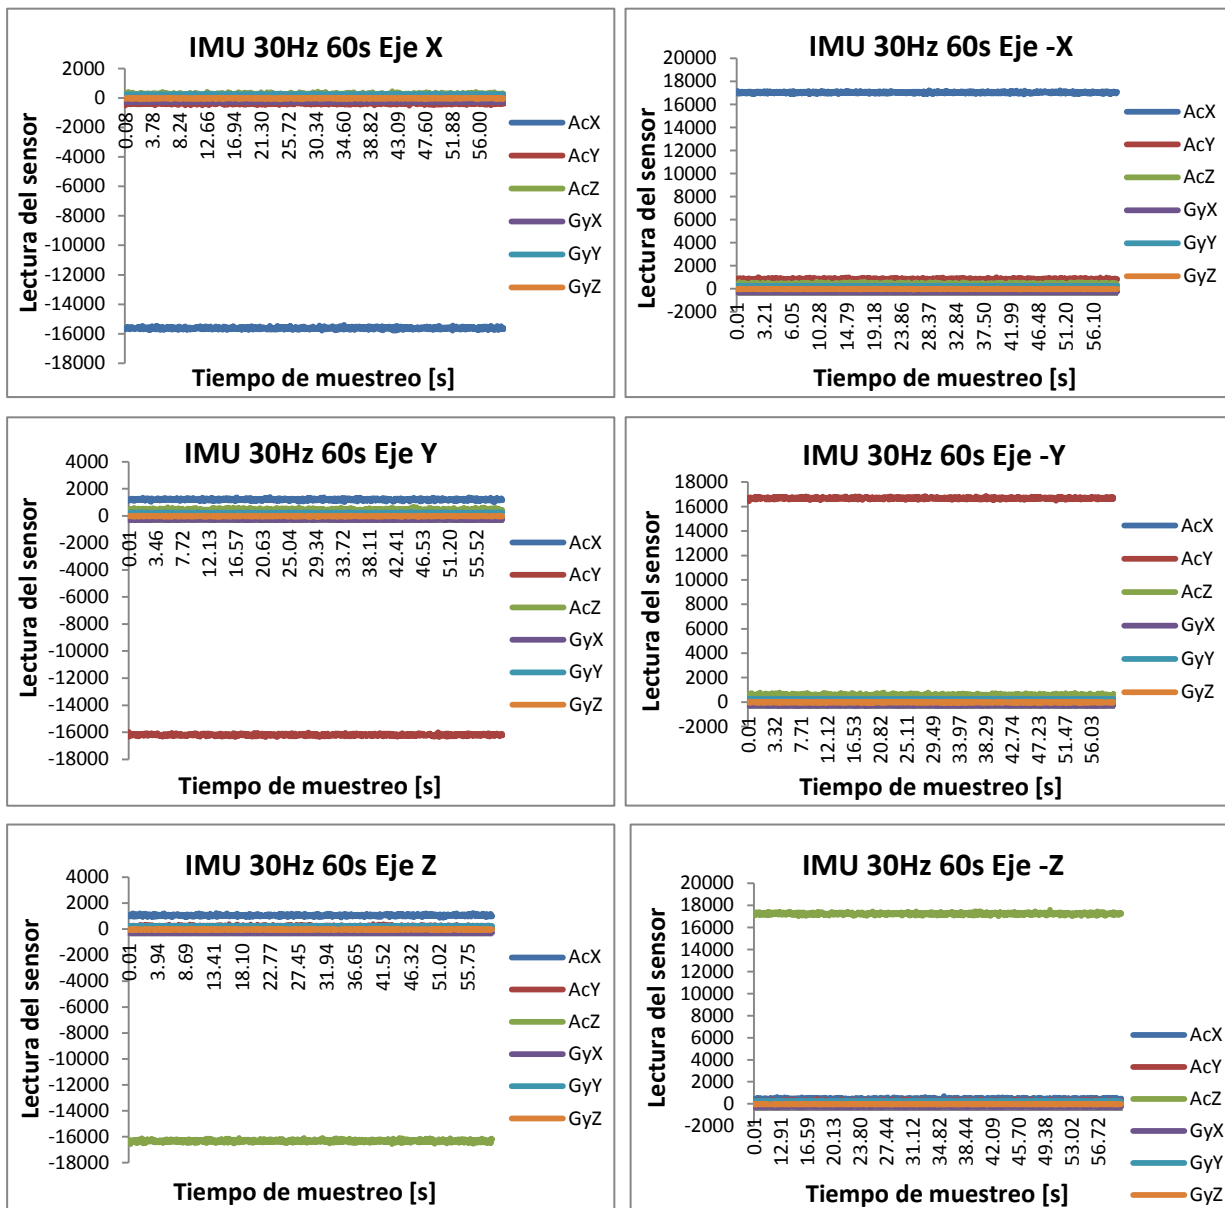 IMU 30Hz 60s Eje X
Lectura del sensor
2000
0
-2000
-4000
-6000
-8000
-10000
-12000
-14000
-16000
-18000
0.08 3.78 8.24 12.66 16.94 21.30 25.72 30.34 34.60 38.82 43.09 47.60 51.88 56.00
Tiempo de muestreo [s]
AcX
AcY
AcZ
GyX
GyY
GyZ
IMU 30Hz 60s Eje -X
Lectura del sensor
20000
18000
16000
14000
12000
10000
8000
6000
4000
2000
0
-2000
0.01 3.21 6.05 10.28 14.79 19.18 23.86 28.37 32.84 37.50 41.99 46.48 51.20 56.10
Tiempo de muestreo [s]
AcX
AcY
AcZ
GyX
GyY
GyZ
IMU 30Hz 60s Eje Y
Lectura del sensor
4000
2000
0
-2000
-4000
-6000
-8000
-10000
-12000
-14000
-16000
-18000
0.01 3.46 7.72 12.13 16.57 20.63 25.04 29.34 33.72 38.11 42.41 46.53 51.20 55.52
Tiempo de muestreo [s]
AcX
AcY
AcZ
GyX
GyY
GyZ
IMU 30Hz 60s Eje -Y
Lectura del sensor
18000
16000
14000
12000
10000
8000
6000
4000
2000
0
-2000
0.01 3.32 7.71 12.12 16.53 20.82 25.11 29.49 33.97 38.29 42.74 47.23 51.47 56.03
Tiempo de muestreo [s]
AcX
AcY
AcZ
GyX
GyY
GyZ
IMU 30Hz 60s Eje Z
Lectura del sensor
4000
2000
0
-2000
-4000
-6000
-8000
-10000
-12000
-14000
-16000
-18000
0.01 3.94 8.69 13.41 18.10 22.77 27.45 31.94 36.65 41.52 46.32 51.02 55.75
Tiempo de muestreo [s]
AcX
AcY
AcZ
GyX
GyY
GyZ
IMU 30Hz 60s Eje -Z
Lectura del sensor
20000
18000
16000
14000
12000
10000
8000
6000
4000
2000
0
-2000
0.01 12.91 16.59 20.13 23.80 27.44 31.12 34.82 38.44 42.09 45.70 49.38 53.02 56.72
Tiempo de muestreo [s]
AcX
AcY
AcZ
GyX
GyY
GyZ